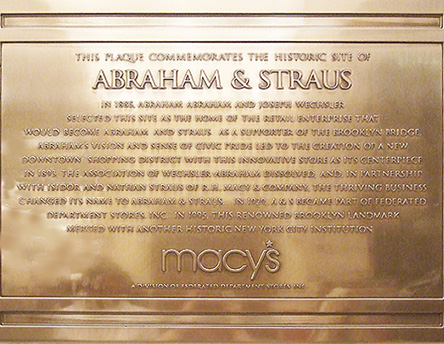 THIS PLAQUE COMMEMORATES THE HISTORIC SITE OF
ABRAHAM & STRAUS
IN 1885, ABRAHAM ABRAHAM AND JOSEPH WECHSLER
SELECTED THIS SITE AS THE HOME OF THE RETAIL ENTERPRISE THAT
WOULD BECOME ABRAHAM AND STRAUS. AS A SUPPORTER OF THE BROOKLYN BRIDGE,
ABRAHAM'S VISION AND SENSE OF CIVIC PRIDE LED TO THE CREATION OF A NEW
DOWNTOWN SHOPPING DISTRICT WITH THIS INNOVATIVE STORE AS ITS CENTERPIECE
IN 1893, THE ASSOCIATION OF WECHSLER ABRAHAM DISSOLVED, AND, IN PARTNERSHIP
WITH ISIDOR AND NATHAN STRAUS OF R.H. MACY & COMPANY, THE THRIVING BUSINESS
CHANGED ITS NAME TO ABRAHAM & STRAUS. IN 1929, A & S BECAME PART OF FEDERATED
DEPARTMENT STORES, INC. IN 1995, THIS RENOWNED BROOKLYN LANDMARK
MERGED WITH ANOTHER HISTORIC NEW YORK CITY INSTITUTION
macy's
A DIVISION OF FEDERATED DEPARTMENT STORES, INC.